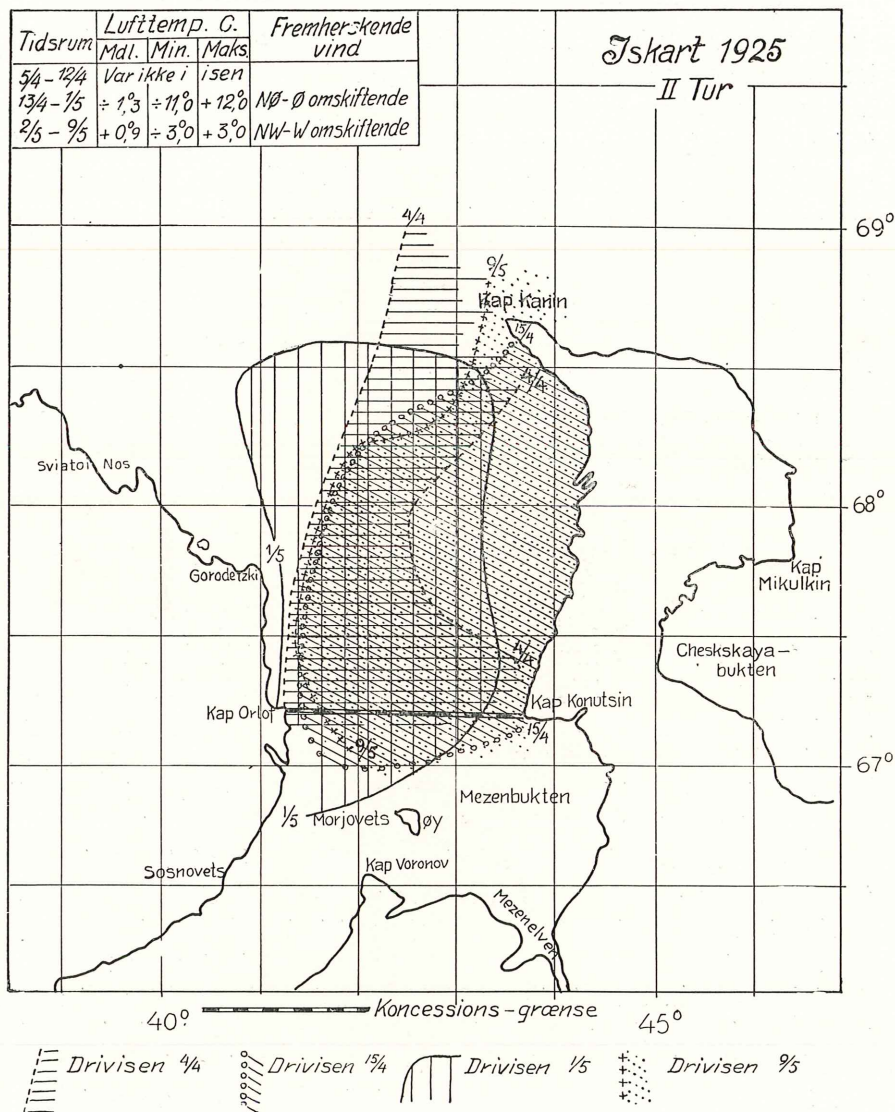 Iskart 1925
II Tur
Tidsrum Lufttemp. C. Fremherskende vind
Mdl. Min. Maks.
5/4 - 12/4 Var ikke i isen
13/4 - 1/5 ÷ 1°,3 ÷ 11°,0 + 12°,0 NØ-Ø omskiftende
2/5 - 9/5 + 0°,9 ÷ 3°,0 + 3°,0 NW-W omskiftende
4/4
69°
9/5
Kap Kanin
15/4
4/4
Sviatoi Nos
68°
1/5
Gorodetzki
Kap
Mikulkin
4/4
Cheskskaya-
bukten
Kap Orlof
Kap Konutsin
15/4
9/5
67°
Mezenbukten
1/5
Morjovets øy
Kap Voronov
Sosnovets
Mezenelven
40°
45°
Koncessions-grænse
Drivisen 4/4
Drivisen 15/4
Drivisen 1/5
Drivisen 9/5